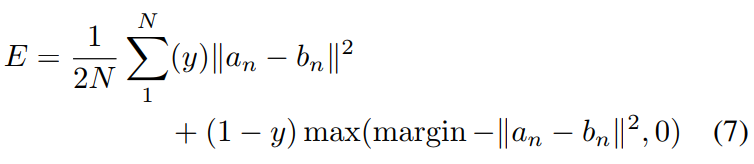 E = \frac{1}{2N} \sum_{1}^{N} (y)\|a_n - b_n\|^2
+ (1 - y) \max(\text{margin} - \|a_n - b_n\|^2, 0) \quad (7)